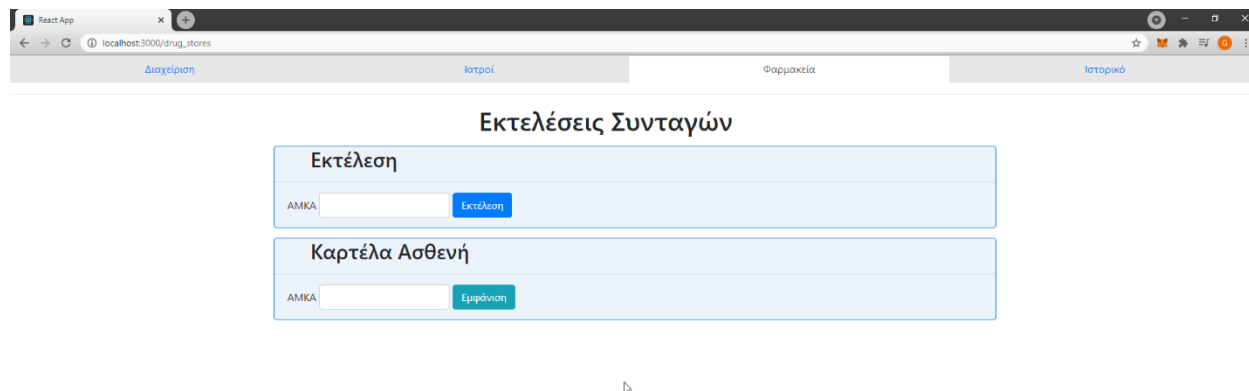 React App
localhost:3000/drug_stores
G
Διαχείριση Ιατροί Φαρμακεία Ιστορικό
Εκτελέσεις Συνταγών
Εκτέλεση
ΑΜΚΑ Εκτέλεση
Καρτέλα Ασθενή
ΑΜΚΑ Εμφάνιση